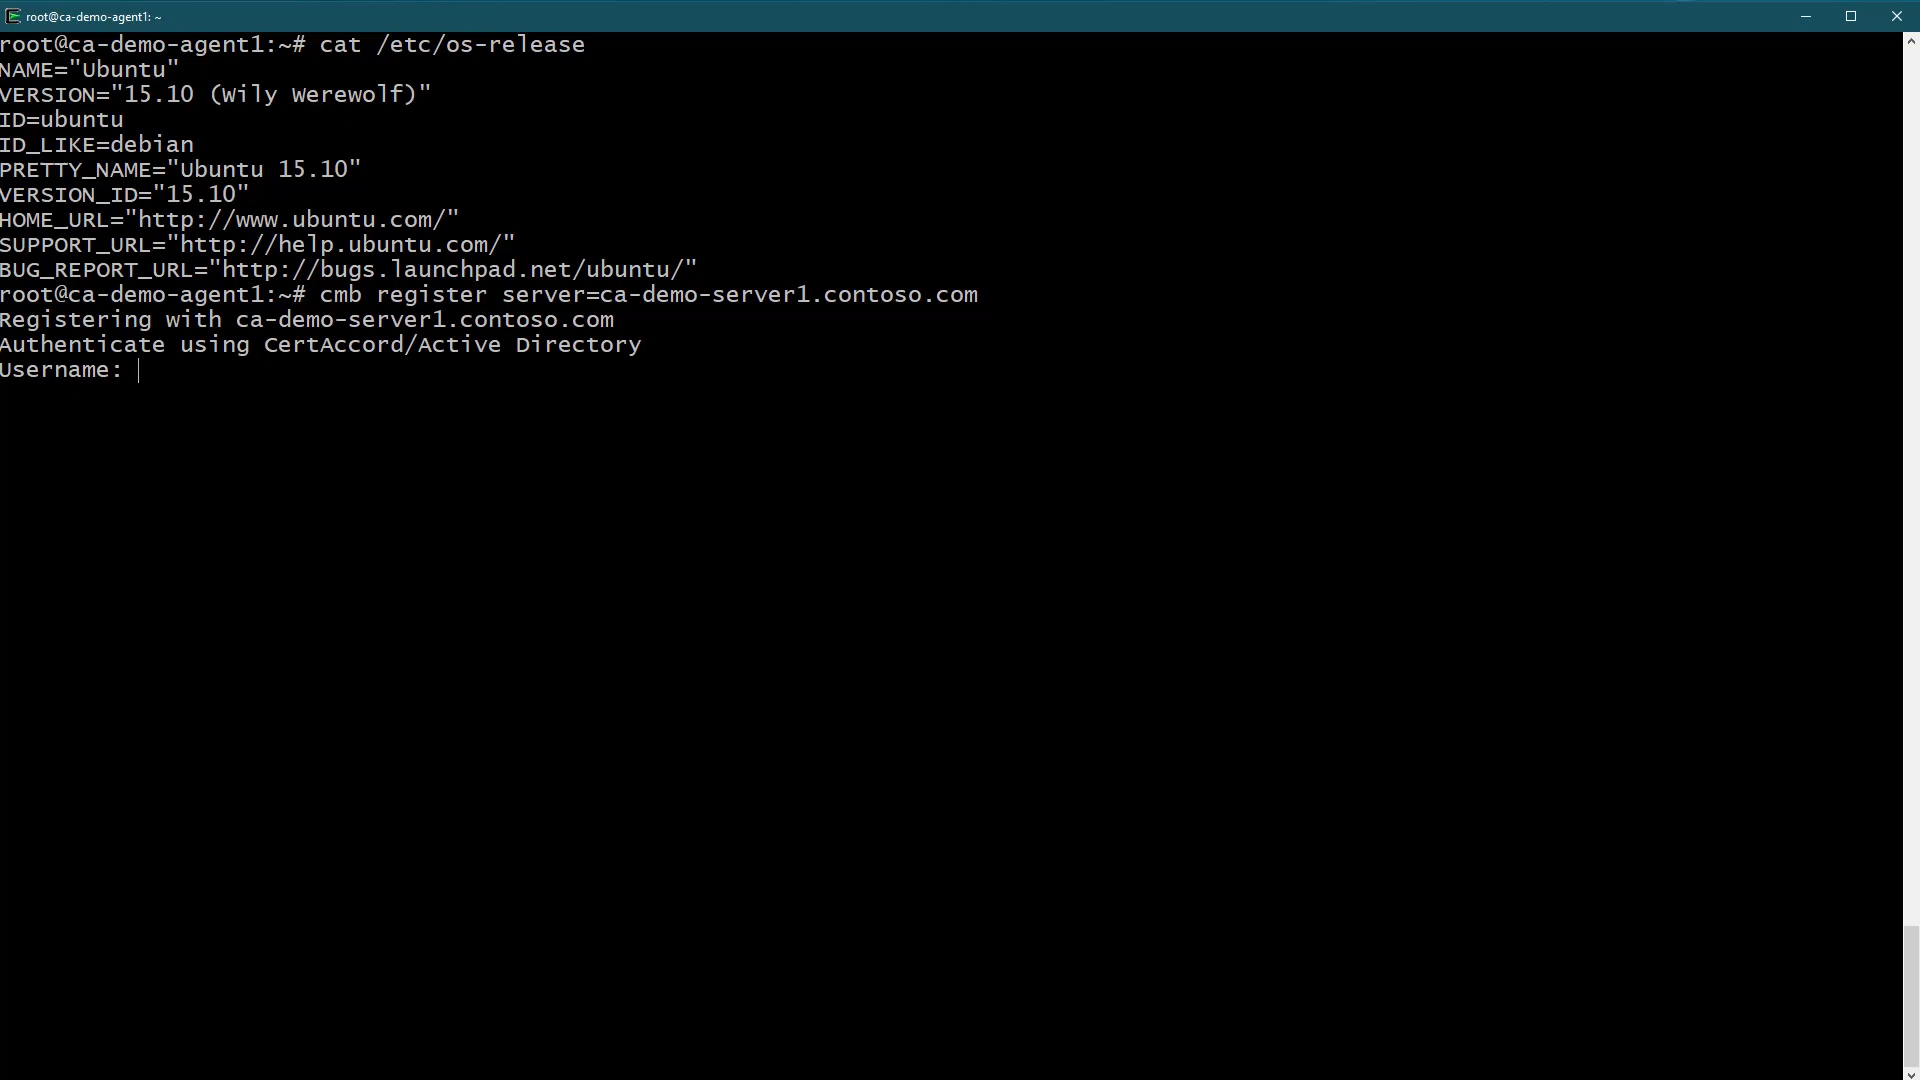 root@ca-demo-agent1: ~
root@ca-demo-agent1:~# cat /etc/os-release
NAME="Ubuntu"
VERSION="15.10 (Wily Werewolf)"
ID=ubuntu
ID_LIKE=debian
PRETTY_NAME="Ubuntu 15.10"
VERSION_ID="15.10"
HOME_URL="http://www.ubuntu.com/"
SUPPORT_URL="http://help.ubuntu.com/"
BUG_REPORT_URL="http://bugs.launchpad.net/ubuntu/"
root@ca-demo-agent1:~# cmb register server=ca-demo-server1.contoso.com
Registering with ca-demo-server1.contoso.com
Authenticate using CertAccord/Active Directory
Username: